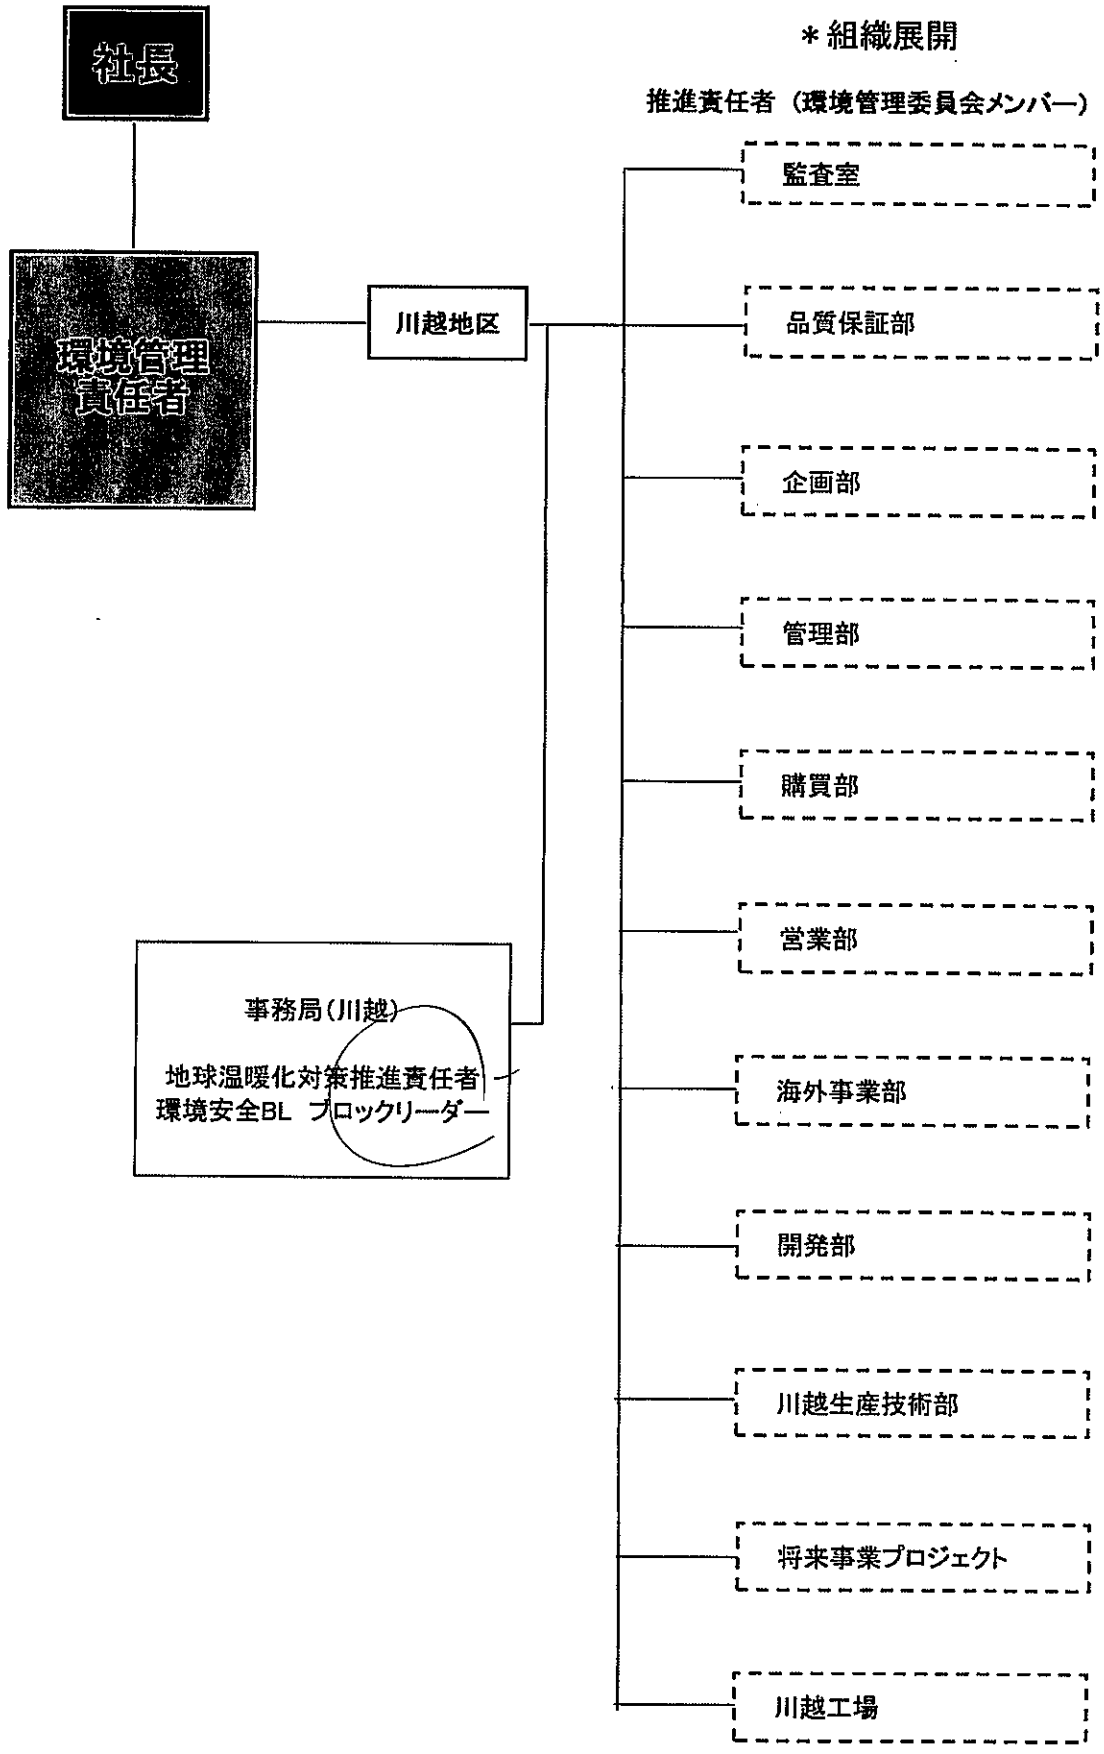 社長
＊組織展開
推進責任者（環境管理委員会メンバー）
監査室
環境管理
責任者
川越地区
品質保証部
企画部
管理部
購買部
営業部
事務局(川越)
地球温暖化対策推進責任者
環境安全BL ブロックリーダー
海外事業部
開発部
川越生産技術部
将来事業プロジェクト
川越工場